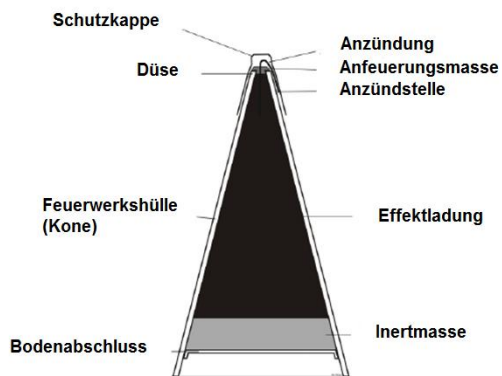 Schutzkappe
Anzündung
Düse
Anfeuerungsmasse
Anzündstelle
Feuerwerkshülle
(Kone)
Effektladung
Inertmasse
Bodenabschluss